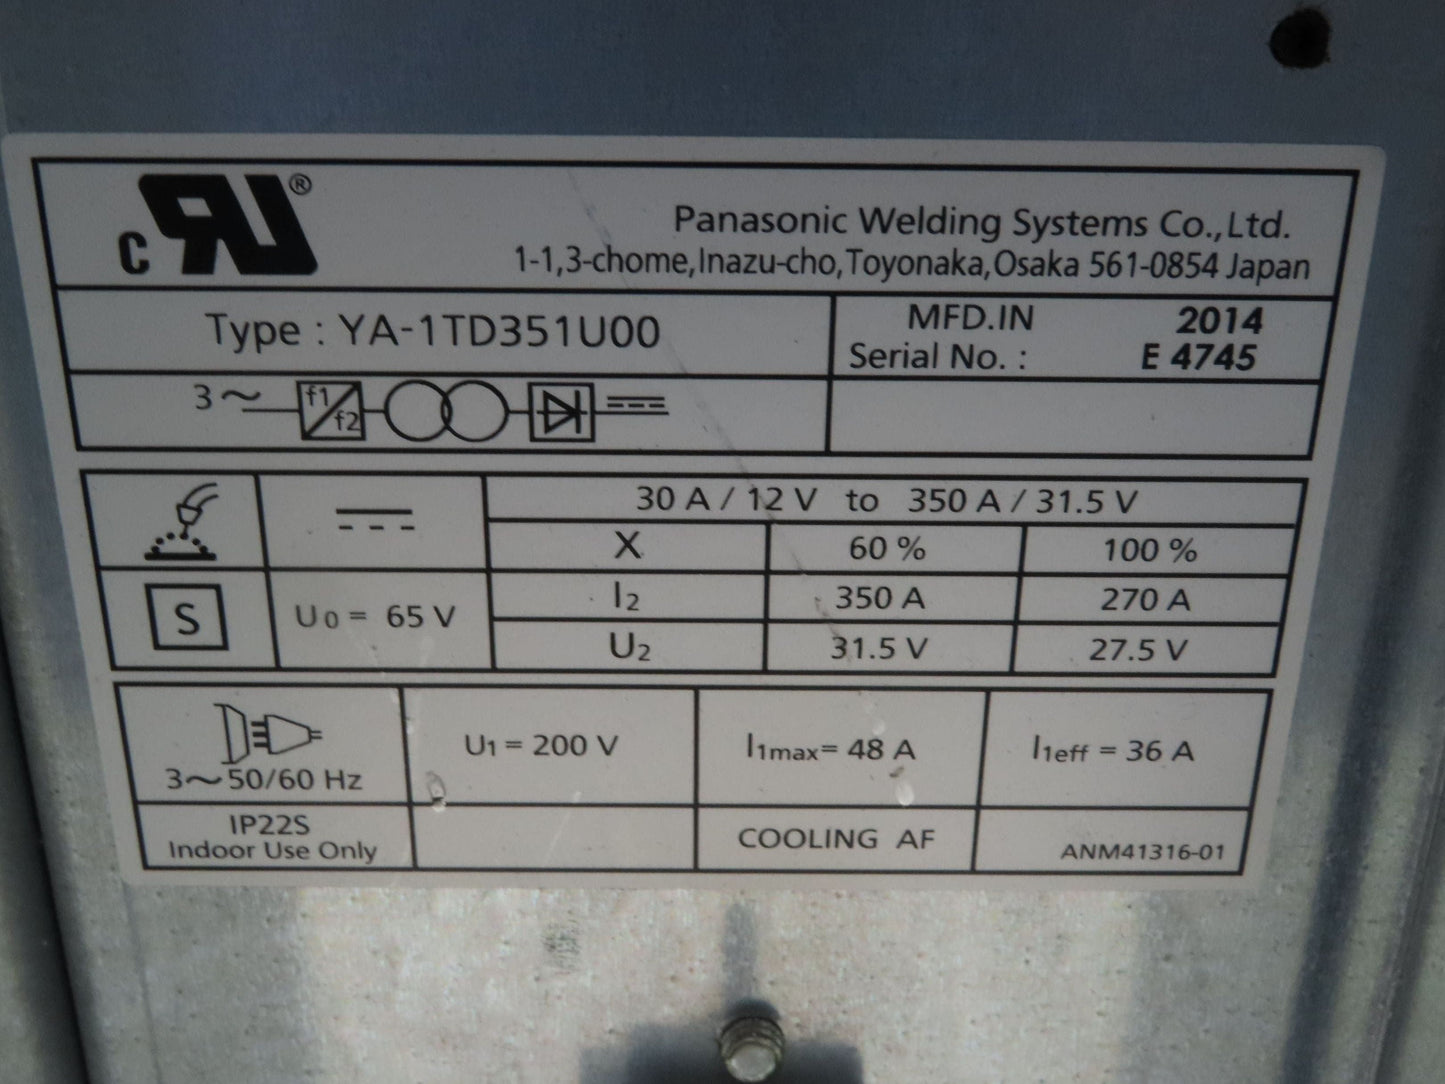 c RU ®
Panasonic Welding Systems Co.,Ltd.
1-1,3-chome,Inazu-cho,Toyonaka,Osaka 561-0854 Japan
Type : YA-1TD351U00
MFD.IN 2014
Serial No. : E 4745
3～ f1 f2
30 A / 12 V to 350 A / 31.5 V
X 60 % 100 %
S U0 = 65 V
I2 350 A 270 A
U2 31.5 V 27.5 V
3～50/60 Hz
U1 = 200 V
I1max= 48 A
I1eff = 36 A
IP22S
Indoor Use Only
COOLING AF
ANM41316-01